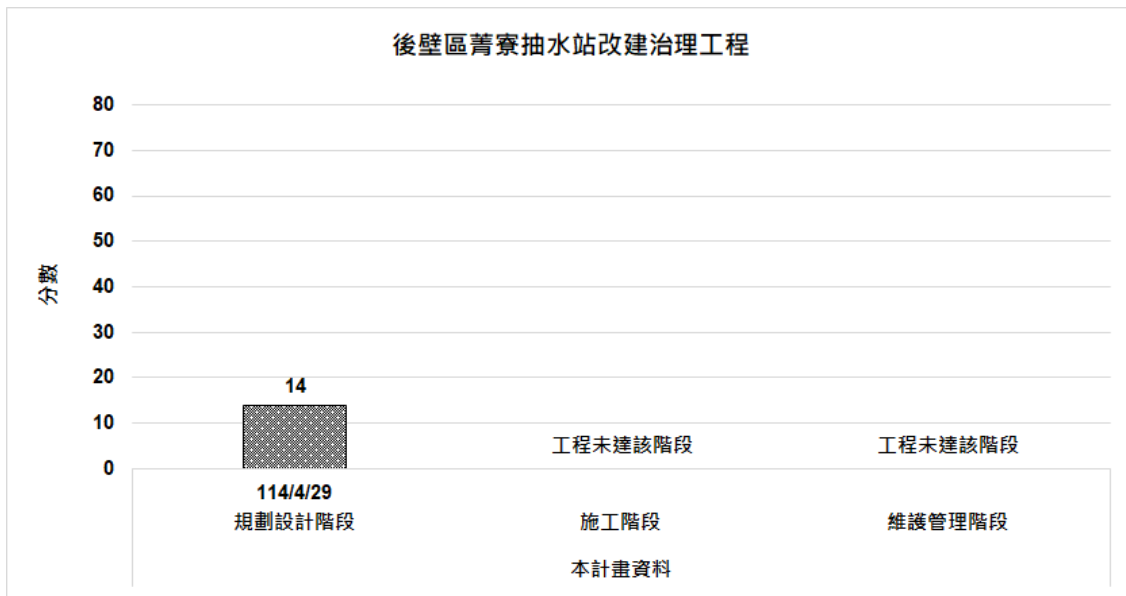 後壁區菁寮抽水站改建治理工程
分數
80
70
60
50
40
30
20
10
0
14
工程未達該階段 工程未達該階段
114/4/29
規劃設計階段 施工階段 維護管理階段
本計畫資料